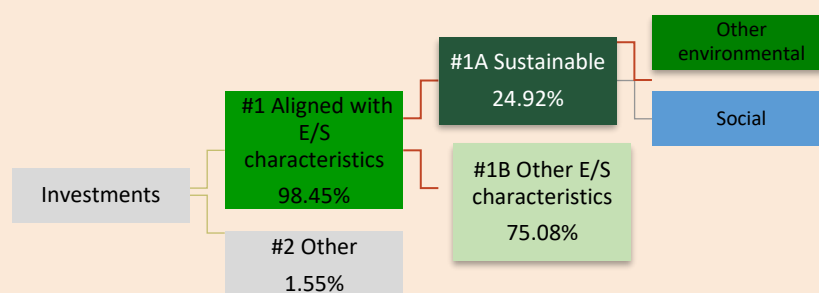 Investments
#1 Aligned with
E/S
characteristics
98.45%
#2 Other
1.55%
#1A Sustainable
24.92%
#1B Other E/S
characteristics
75.08%
Other
environmental
Social